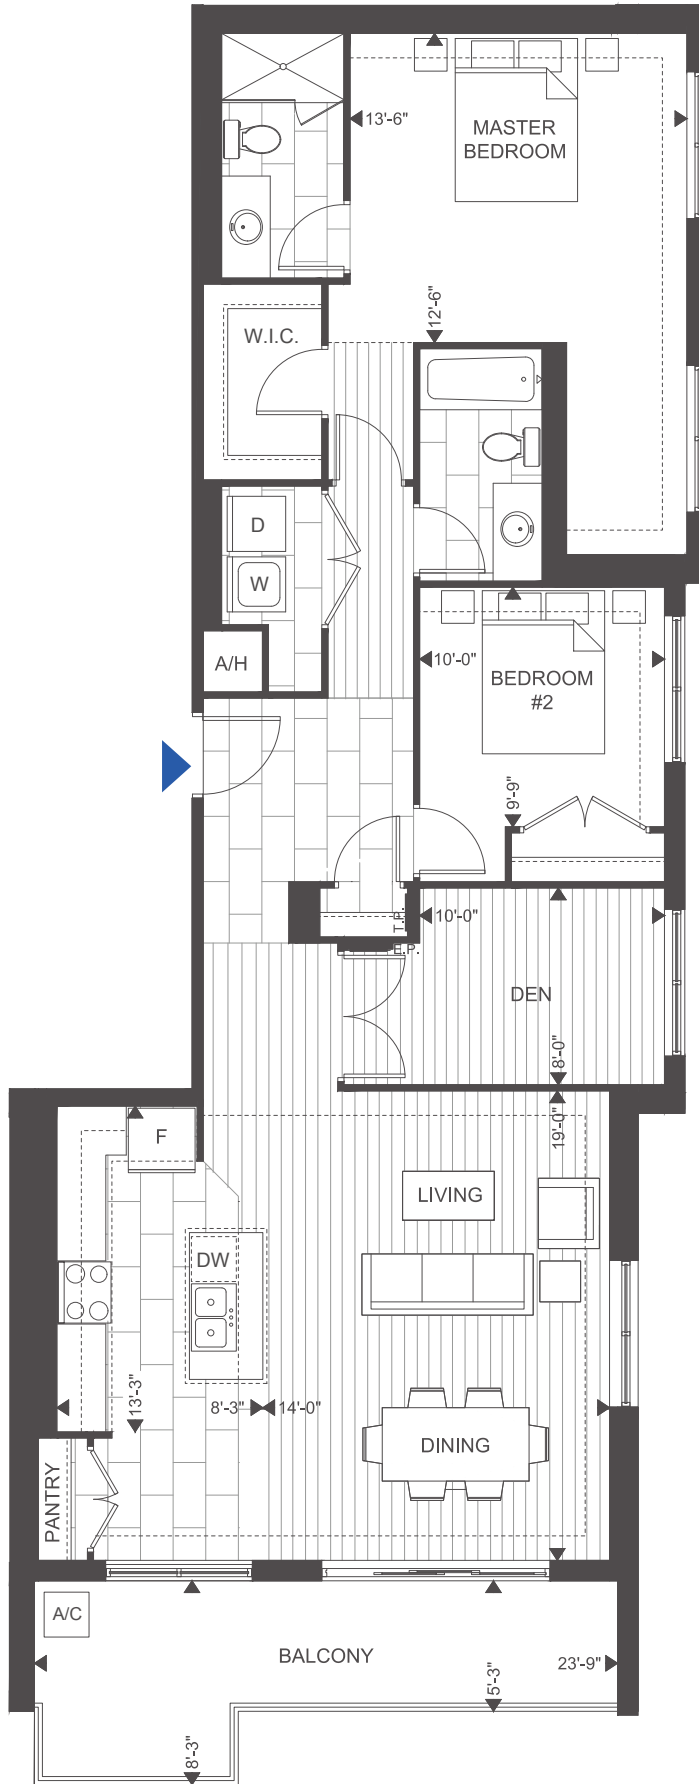 13'-6"
MASTER
BEDROOM
12'-6"
W.I.C.
D
W
A/H
10'-0"
BEDROOM
#2
9'-9"
T.P.
10'-0"
E.P.
DEN
8'-0"
F
19'-0"
LIVING
DW
13'-3"
8'-3"
14'-0"
DINING
PANTRY
A/C
BALCONY
23'-9"
5'-3"
8'-3"